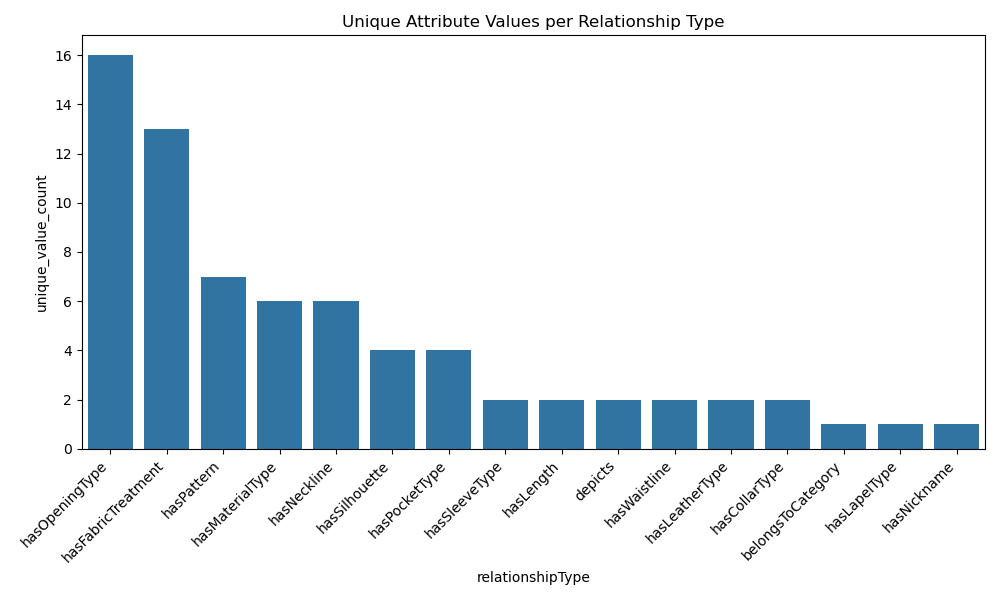 Unique Attribute Values per Relationship Type
unique_value_count
16
14
12
10
8
6
4
2
0
hasOpeningType
hasFabricTreatment
hasPattern
hasMaterialType
hasNeckline
hasSilhouette
hasPocketType
hasSleeveType
hasLength
depicts
hasWaistline
hasLeatherType
hasCollarType
belongsToCategory
hasLapelType
hasNickname
relationshipType